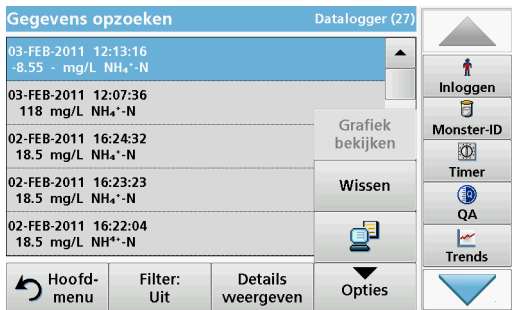 Gegevens opzoeken
Datalogger (27)
03-FEB-2011 12:13:16
-8.55 - mg/L NH₄⁺-N
03-FEB-2011 12:07:36
118 mg/L NH₄⁺-N
02-FEB-2011 16:24:32
18.5 mg/L NH₄⁺-N
02-FEB-2011 16:23:23
18.5 mg/L NH₄⁺-N
02-FEB-2011 16:22:04
18.5 mg/L NH⁴⁺-N
Grafiek
bekijken
Wissen
Hoofd-
menu
Filter:
Uit
Details
weergeven
Opties
Inloggen
Monster-ID
Timer
QA
Trends